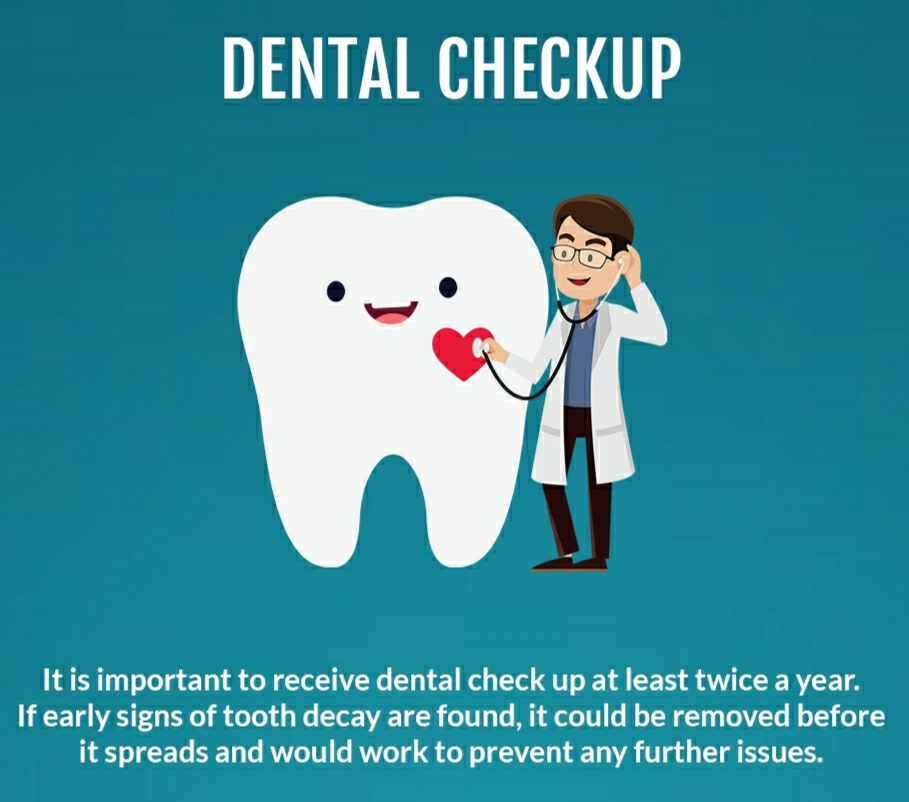 DENTAL CHECKUP
It is important to receive dental check up at least twice a year.
If early signs of tooth decay are found, it could be removed before
it spreads and would work to prevent any further issues.